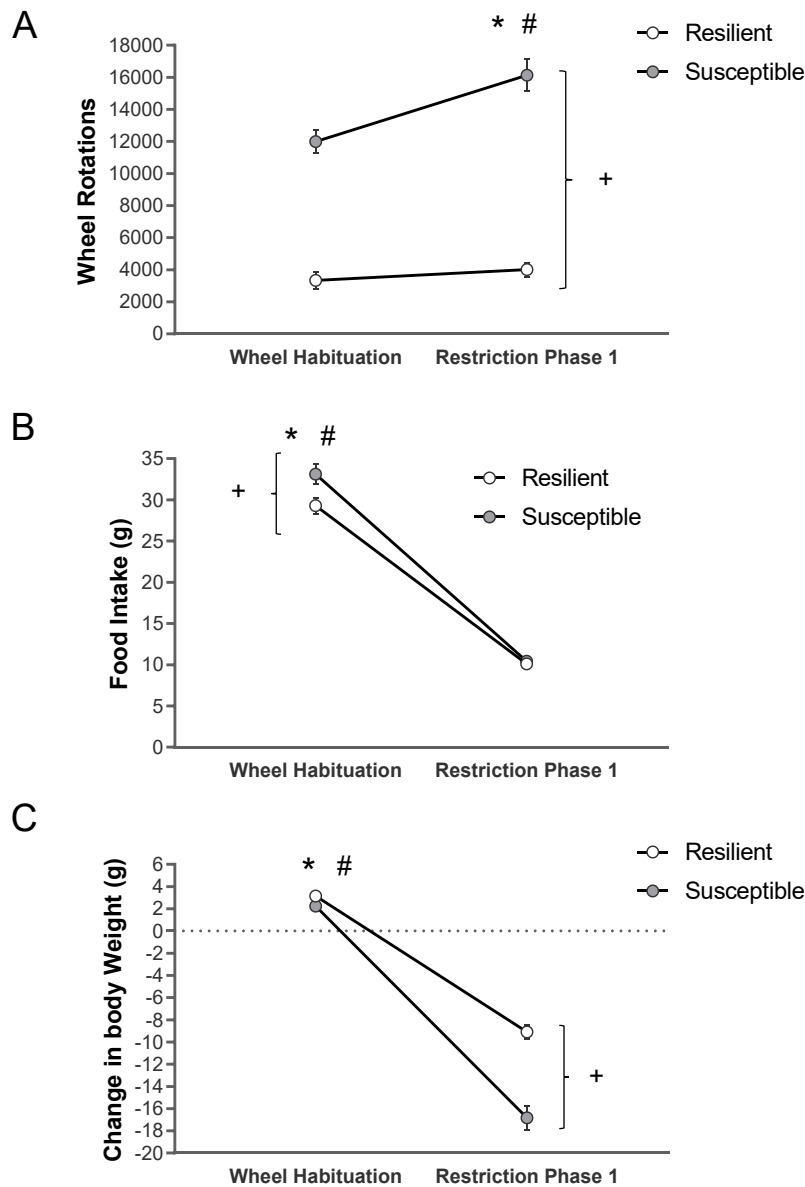 A
* #
Resilient
Susceptible
18000
16000
14000
12000
10000
8000
6000
4000
2000
0
Wheel Rotations
+
Wheel Habituation Restriction Phase 1
B
* #
35
30
25
20
15
10
5
0
Food Intake (g)
+
Resilient
Susceptible
Wheel Habituation Restriction Phase 1
C
* #
Resilient
Susceptible
6
4
2
0
-2
-4
-6
-8
-10
-12
-14
-16
-18
-20
Change in body Weight (g)
+
Wheel Habituation Restriction Phase 1